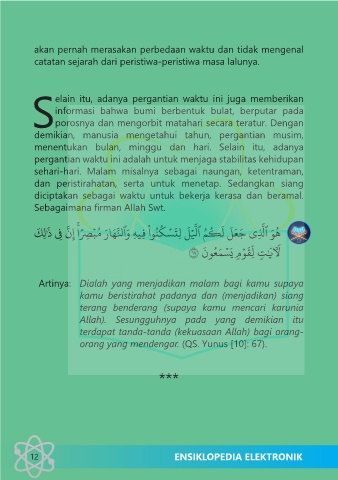 akan pernah merasakan perbedaan waktu dan tidak mengenal
catatan sejarah dari peristiwa-peristiwa masa lalunya.
Selain itu, adanya pergantian waktu ini juga memberikan
informasi bahwa bumi berbentuk bulat, berputar pada
porosnya dan mengorbit matahari secara teratur. Dengan
demikian, manusia mengetahui tahun, pergantian musim,
menentukan bulan, minggu dan hari. Selain itu, adanya
pergantian waktu ini adalah untuk menjaga stabilitas kehidupan
sehari-hari. Malam misalnya sebagai naungan, ketentraman,
dan peristirahatan, serta untuk menetap. Sedangkan siang
diciptakan sebagai waktu untuk bekerja kerasa dan beramal.
Sebagaimana firman Allah Swt.
هُوَ ٱلَّذِى جَعَلَ لَكُمُ ٱلَّيْلَ لِتَسْكُنُوا۟ فِيهِ وَٱلنَّهَارَ مُبْصِرًا ۚ إِنَّ فِى ذَٰلِكَ
لَـَٔايَـٰتٍ لِّقَوْمٍ يَسْمَعُونَ ٦٧
Artinya: Dialah yang menjadikan malam bagi kamu supaya
kamu beristirahat padanya dan (menjadikan) siang
terang benderang (supaya kamu mencari karunia
Allah). Sesungguhnya pada yang demikian itu
terdapat tanda-tanda (kekuasaan Allah) bagi orang-
orang yang mendengar. (QS. Yunus [10]: 67).
***
12 ENSIKLOPEDIA ELEKTRONIK